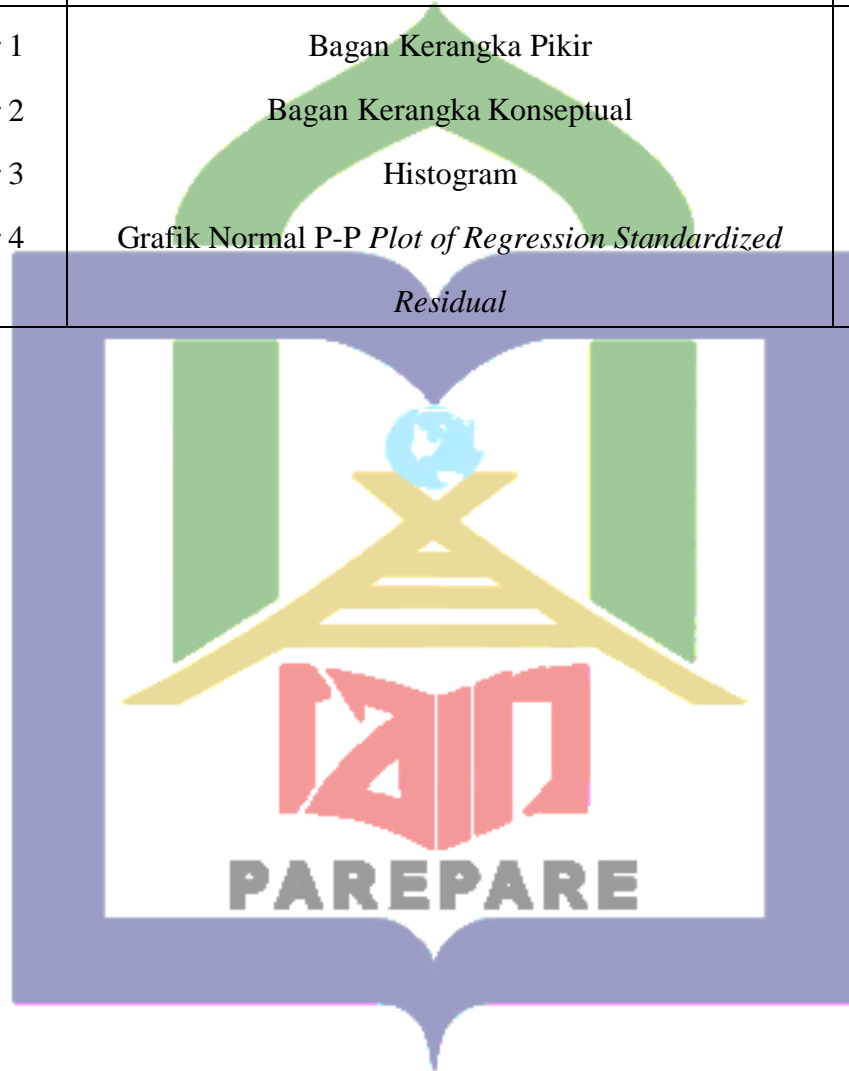 1 Bagan Kerangka Pikir
2 Bagan Kerangka Konseptual
3 Histogram
4 Grafik Normal P-P Plot of Regression Standardized
Residual
iain
PAREPARE